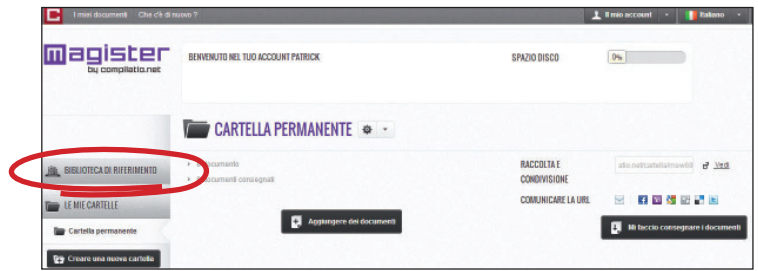 I miei documenti Che c'è di nuovo ?
Il mio account Italiano
magister
by compilatio.net
BENVENUTO NEL TUO ACCOUNT PATRICK
SPAZIO DISCO 0%
CARTELLA PERMANENTE
BIBLIOTECA DI RIFERIMENTO
documento
documenti consegnati
RACCOLTA E
CONDIVISIONE
Vedi
COMUNICARE LA URL
LE MIE CARTELLE
Cartella permanente
Creare una nuova cartella
Aggiungere dei documenti
Mi faccio consegnare i documenti